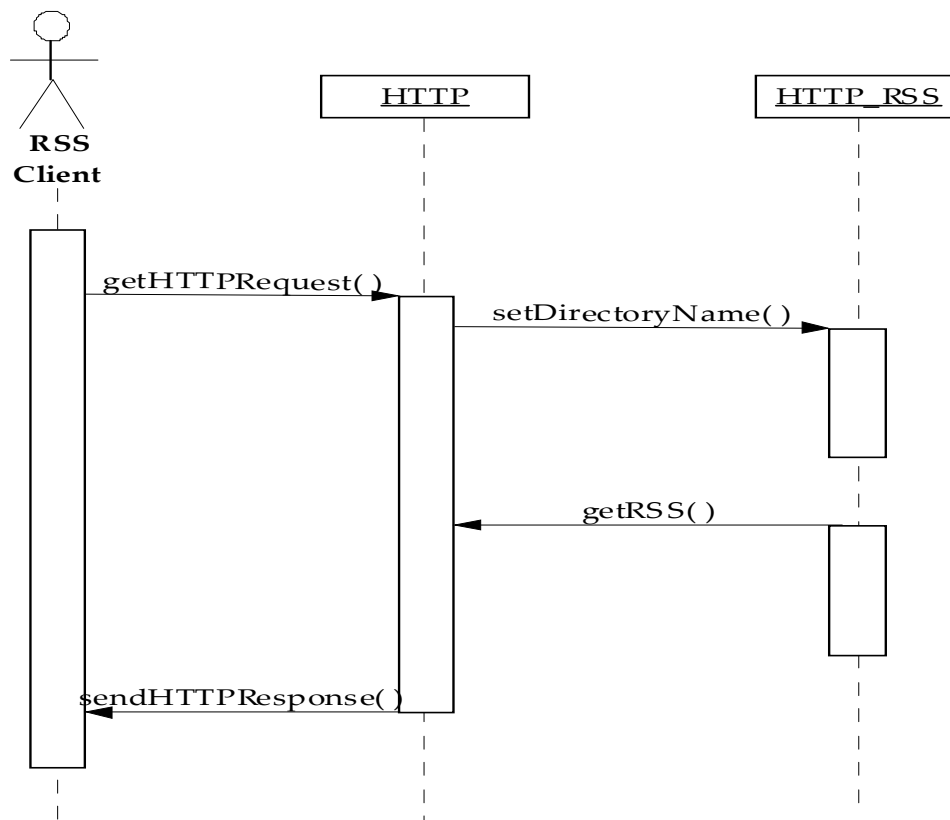 HTTP
HTTP_RSS
RSS
Client
getHTTPRequest( )
setDirectoryName( )
getRSS( )
sendHTTPResponse( )